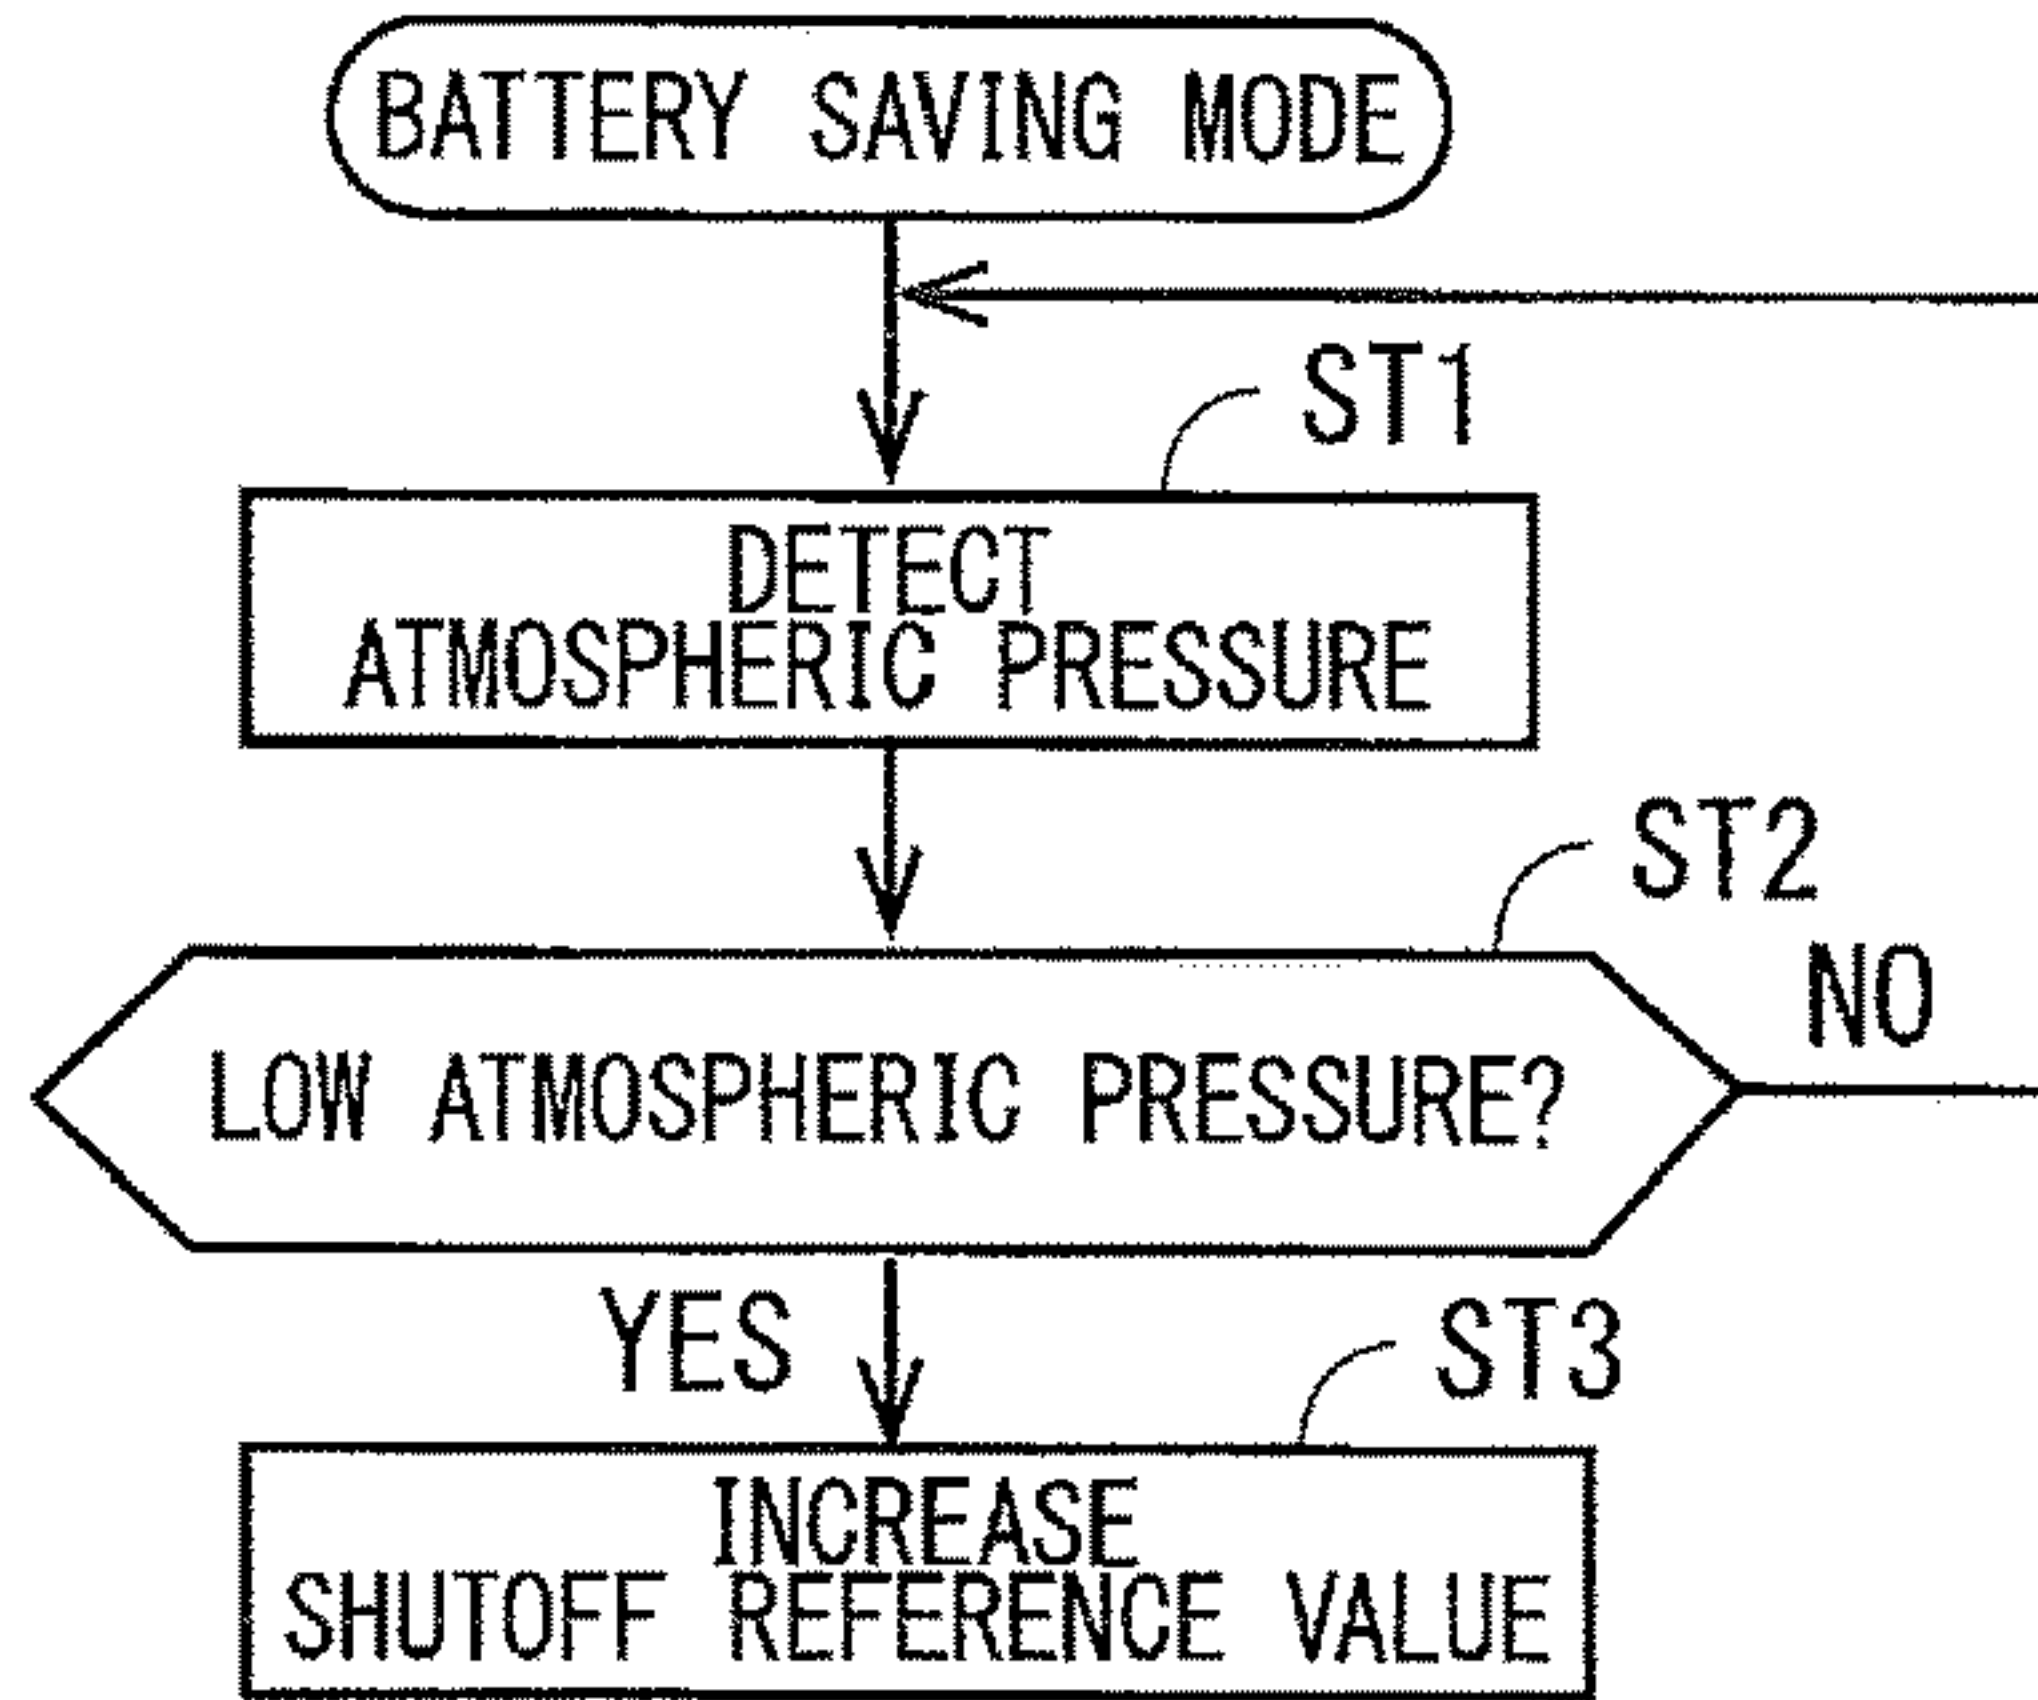 BATTERY SAVING MODE
ST1
DETECT
ATMOSPHERIC PRESSURE
ST2
NO
LOW ATMOSPHERIC PRESSURE?
YES
ST3
INCREASE
SHUTOFF REFERENCE VALUE